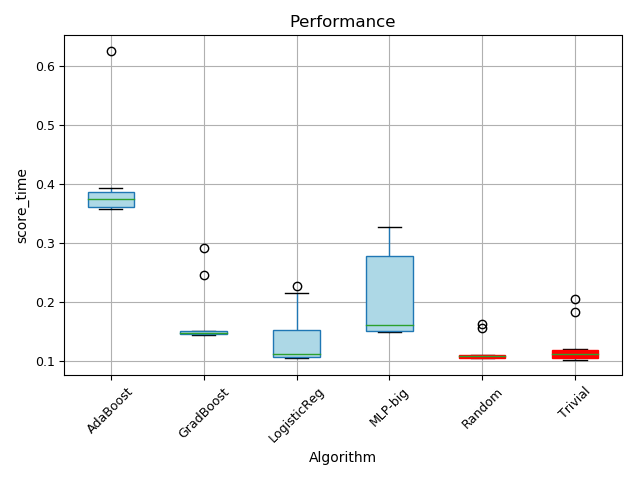 Performance
score_time
0.6
0.5
0.4
0.3
0.2
0.1
AdaBoost
GradBoost
LogisticReg
MLP-big
Random
Trivial
Algorithm